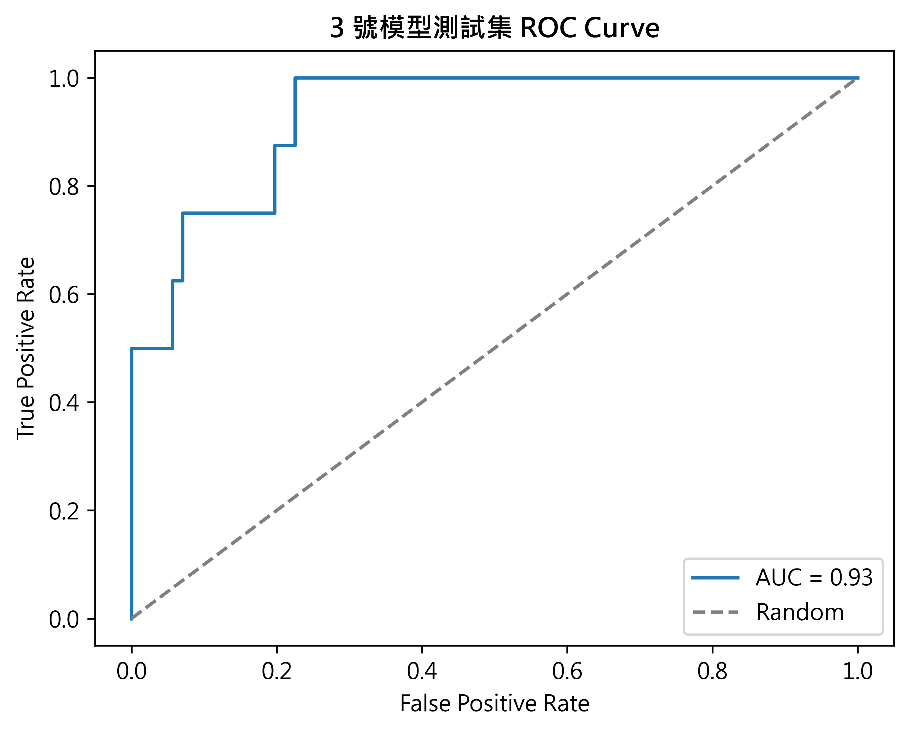 3 號模型測試集 ROC Curve
True Positive Rate
1.0
0.8
0.6
0.4
0.2
0.0
0.0 0.2 0.4 0.6 0.8 1.0
False Positive Rate
AUC = 0.93
Random